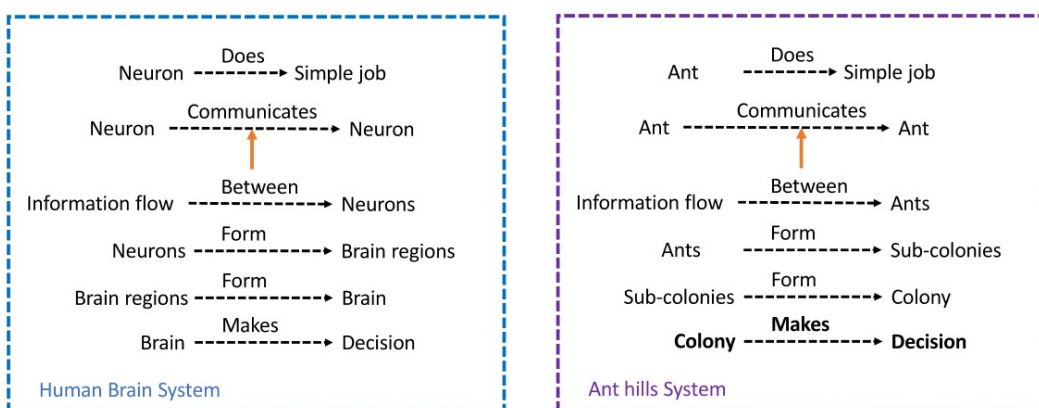 Does
Neuron Simple job
Communicates
Neuron Neuron
Between
Information flow Neurons
Form
Neurons Brain regions
Form
Brain regions Brain
Makes
Brain Decision
Human Brain System
Does
Ant Simple job
Communicates
Ant Ant
Between
Information flow Ants
Form
Ants Sub-colonies
Form
Sub-colonies Colony
Makes
Colony Decision
Ant hills System